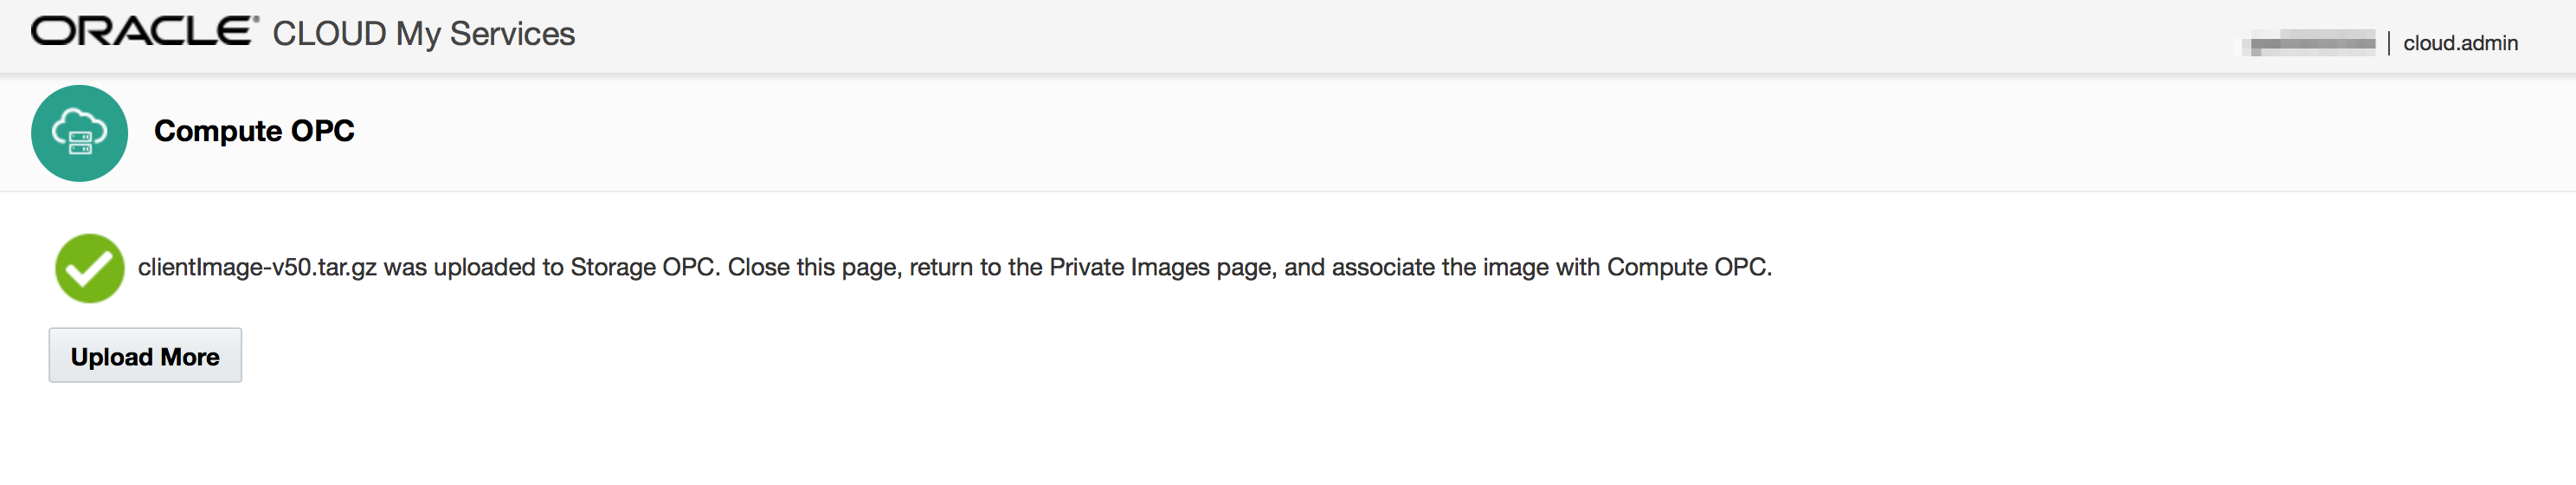 ORACLE® CLOUD My Services
cloud.admin
Compute OPC
clientImage-v50.tar.gz was uploaded to Storage OPC. Close this page, return to the Private Images page, and associate the image with Compute OPC.
Upload More